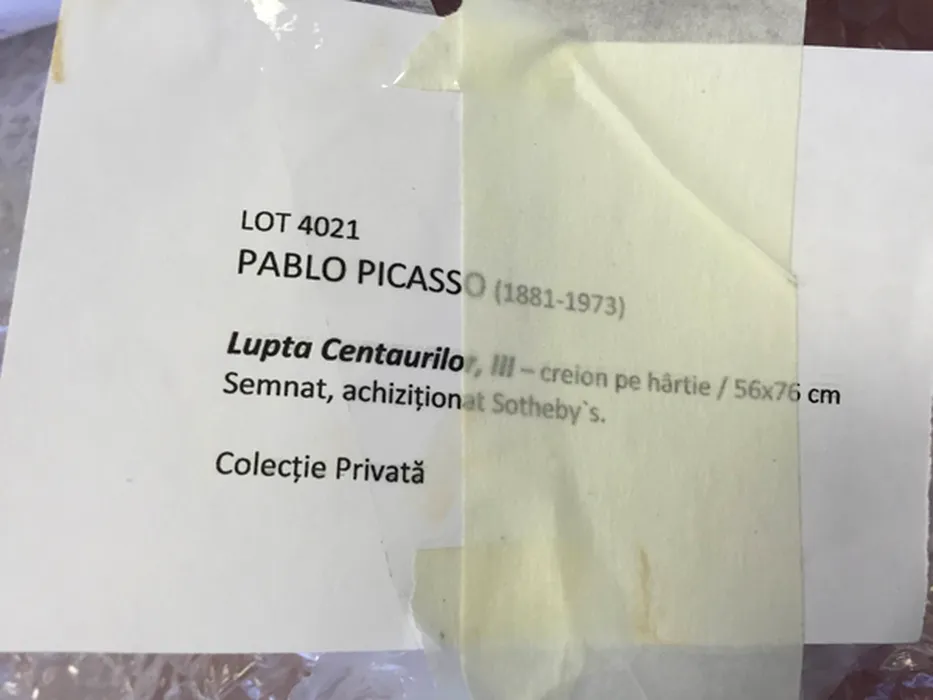 LOT 4021
PABLO PICASSO (1881-1973)
Lupta Centaurilor, III – creion pe hârtie / 56x76 cm
Semnat, achiziționat Sotheby`s.
Colecție Privată